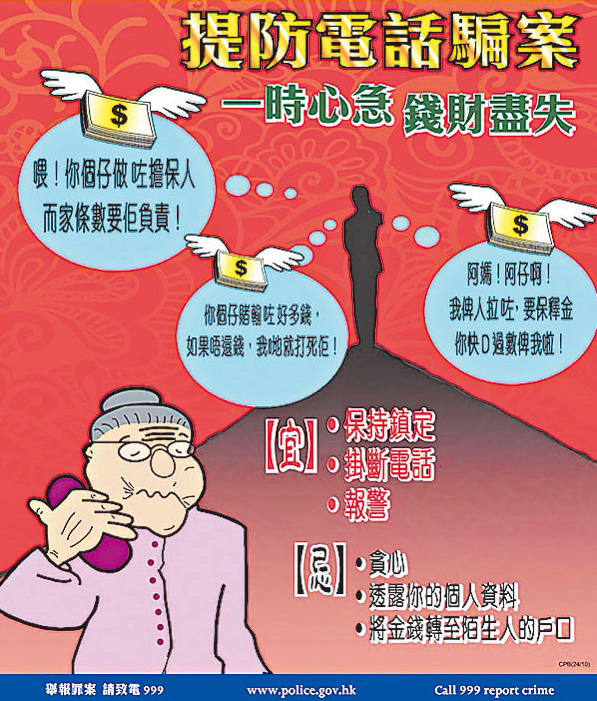 提防電話騙案
一時心急 錢財盡失
$
喂！你個仔做咗擔保人
而家條數要佢負責！
$
你個仔賭輸咗好多錢，
如果唔還錢，我哋就打死佢！
$
阿媽！阿仔啊！
我俾人拉咗，要保釋金
你快D過數俾我啦！
【宜】
•保持鎮定
•掛斷電話
•報警
【忌】
•貪心
•透露你的個人資料
•將金錢轉至陌生人的戶口
CPB(24/10)
舉報罪案 請致電 999
www.police.gov.hk
Call 999 report crime